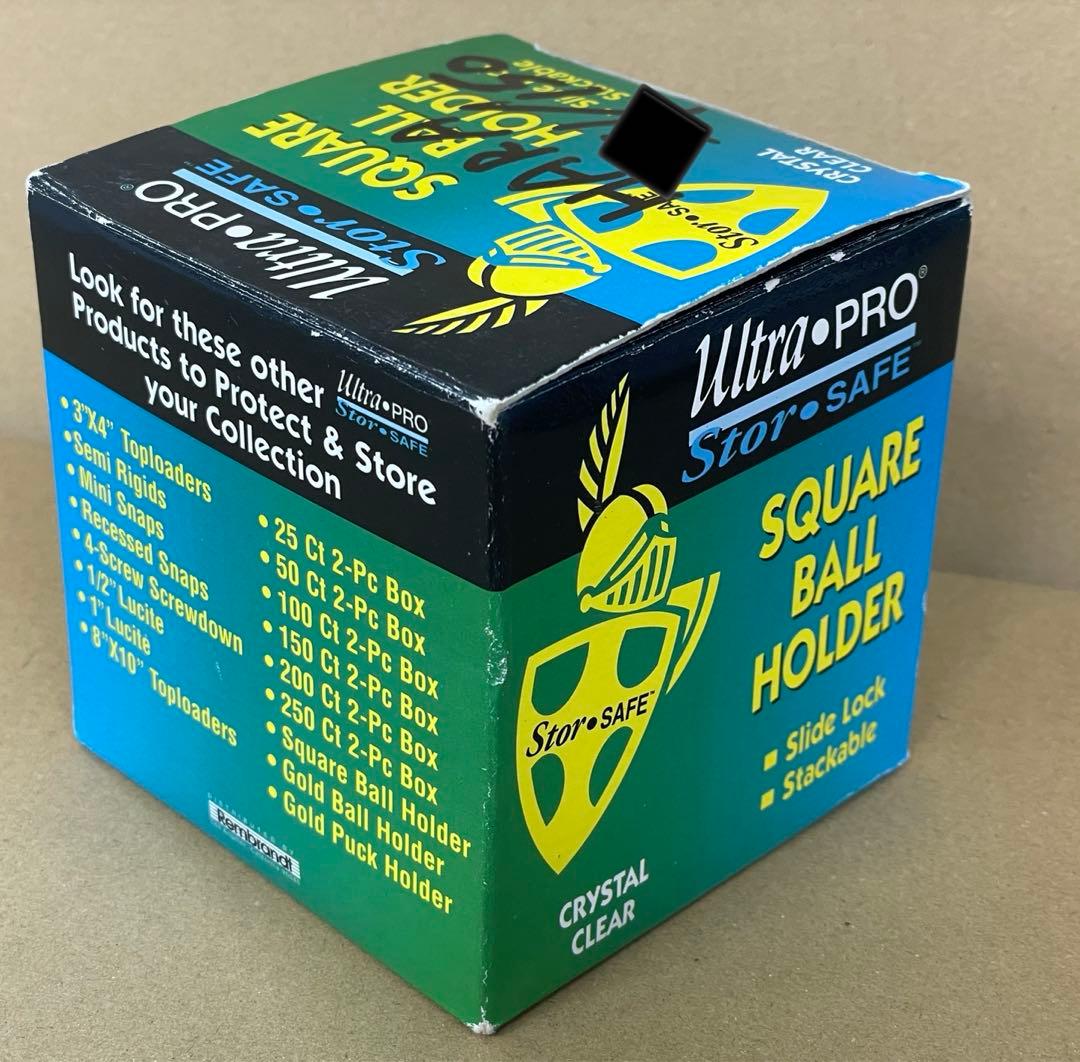 SQUARE
BALL
HOLDER
Stackable
CRYSTAL
CLEAR
Ultra•PRO®
Stor•SAFE™
Stor•SAFE
Look for these other Ultra•PRO Stor•SAFE
Products to Protect & Store
your Collection
• 3"X4" Toploaders
• Semi Rigids
• Mini Snaps
• Recessed Snaps
• 4-Screw Screwdown
• 1/2" Lucite
• 1" Lucite
• 8"X10" Toploaders
• 25 Ct 2-Pc Box
• 50 Ct 2-Pc Box
• 100 Ct 2-Pc Box
• 150 Ct 2-Pc Box
• 200 Ct 2-Pc Box
• 250 Ct 2-Pc Box
• Square Ball Holder
• Gold Ball Holder
• Gold Puck Holder
DISTRIBUTED BY
Rembrandt
Ultra•PRO®
Stor•SAFE™
SQUARE
BALL
HOLDER
■ Slide Lock
■ Stackable
Stor•SAFE™
CRYSTAL
CLEAR